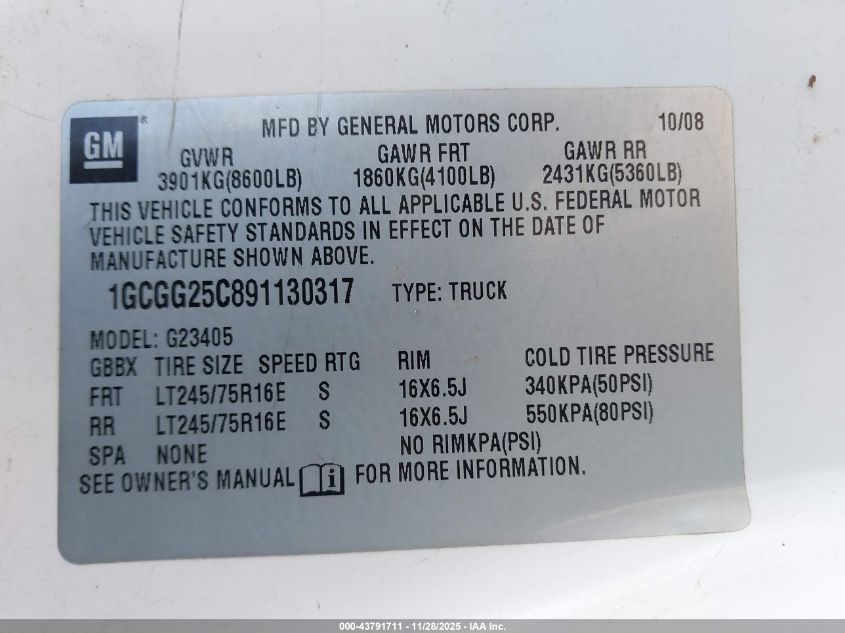 GM®
MFD BY GENERAL MOTORS CORP. 10/08
GVWR GAWR FRT GAWR RR
3901KG(8600LB) 1860KG(4100LB) 2431KG(5360LB)
THIS VEHICLE CONFORMS TO ALL APPLICABLE U.S. FEDERAL MOTOR
VEHICLE SAFETY STANDARDS IN EFFECT ON THE DATE OF
MANUFACTURE SHOWN ABOVE.
1GCGG25C891130317 TYPE: TRUCK
MODEL: G23405
GBBX TIRE SIZE SPEED RTG RIM COLD TIRE PRESSURE
FRT LT245/75R16E S 16X6.5J 340KPA(50PSI)
RR LT245/75R16E S 16X6.5J 550KPA(80PSI)
SPA NONE NO RIMKPA(PSI)
SEE OWNER'S MANUAL i FOR MORE INFORMATION.
000-43791711 - 11/28/2025 - IAA Inc.